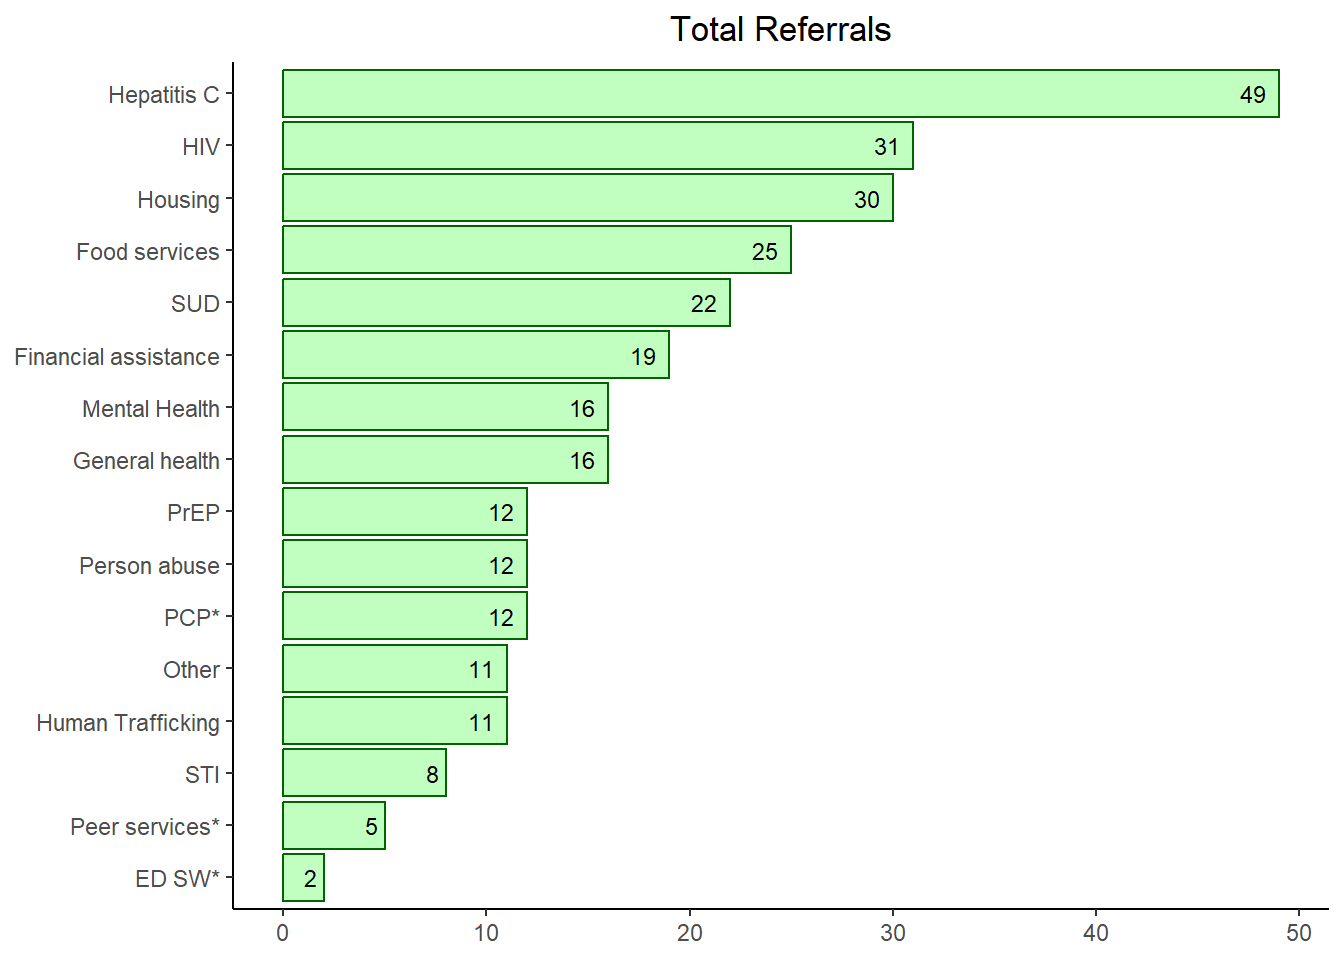 Total Referrals
Hepatitis C 49
HIV 31
Housing 30
Food services 25
SUD 22
Financial assistance 19
Mental Health 16
General health 16
PrEP 12
Person abuse 12
PCP* 12
Other 11
Human Trafficking 11
STI 8
Peer services* 5
ED SW* 2
0 10 20 30 40 50